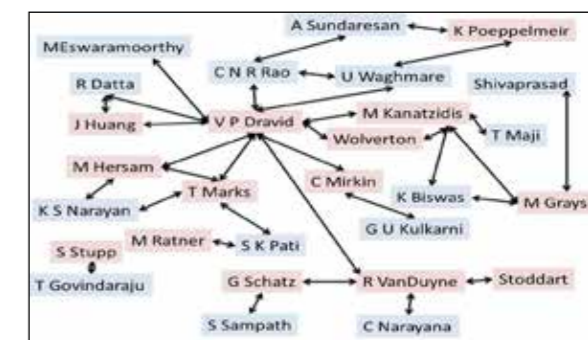 A Sundaresan
K Poeppelmeir
MEswaramoorthy
C N R Rao
U Waghmare
R Datta
Shivaprasad
J Huang
V P Dravid
M Kanatzidis
Wolverton
T Maji
M Hersam
C Mirkin
T Marks
K Biswas
M Grays
K S Narayan
G U Kulkarni
M Ratner
S K Pati
S Stupp
T Govindaraju
G Schatz
R VanDuyne
Stoddart
S Sampath
C Narayana